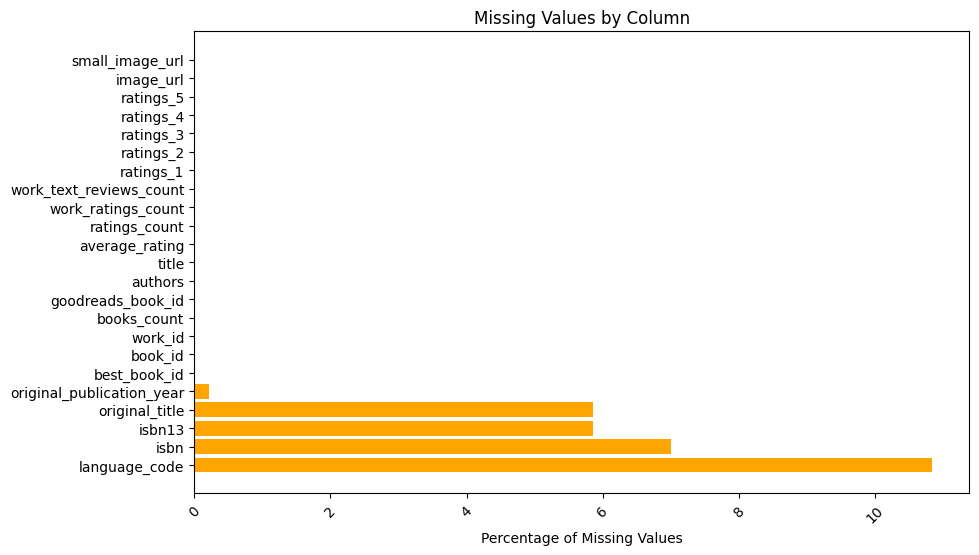 Missing Values by Column
small_image_url
image_url
ratings_5
ratings_4
ratings_3
ratings_2
ratings_1
work_text_reviews_count
work_ratings_count
ratings_count
average_rating
title
authors
goodreads_book_id
books_count
work_id
book_id
best_book_id
original_publication_year
original_title
isbn13
isbn
language_code
0 2 4 6 8 10
Percentage of Missing Values